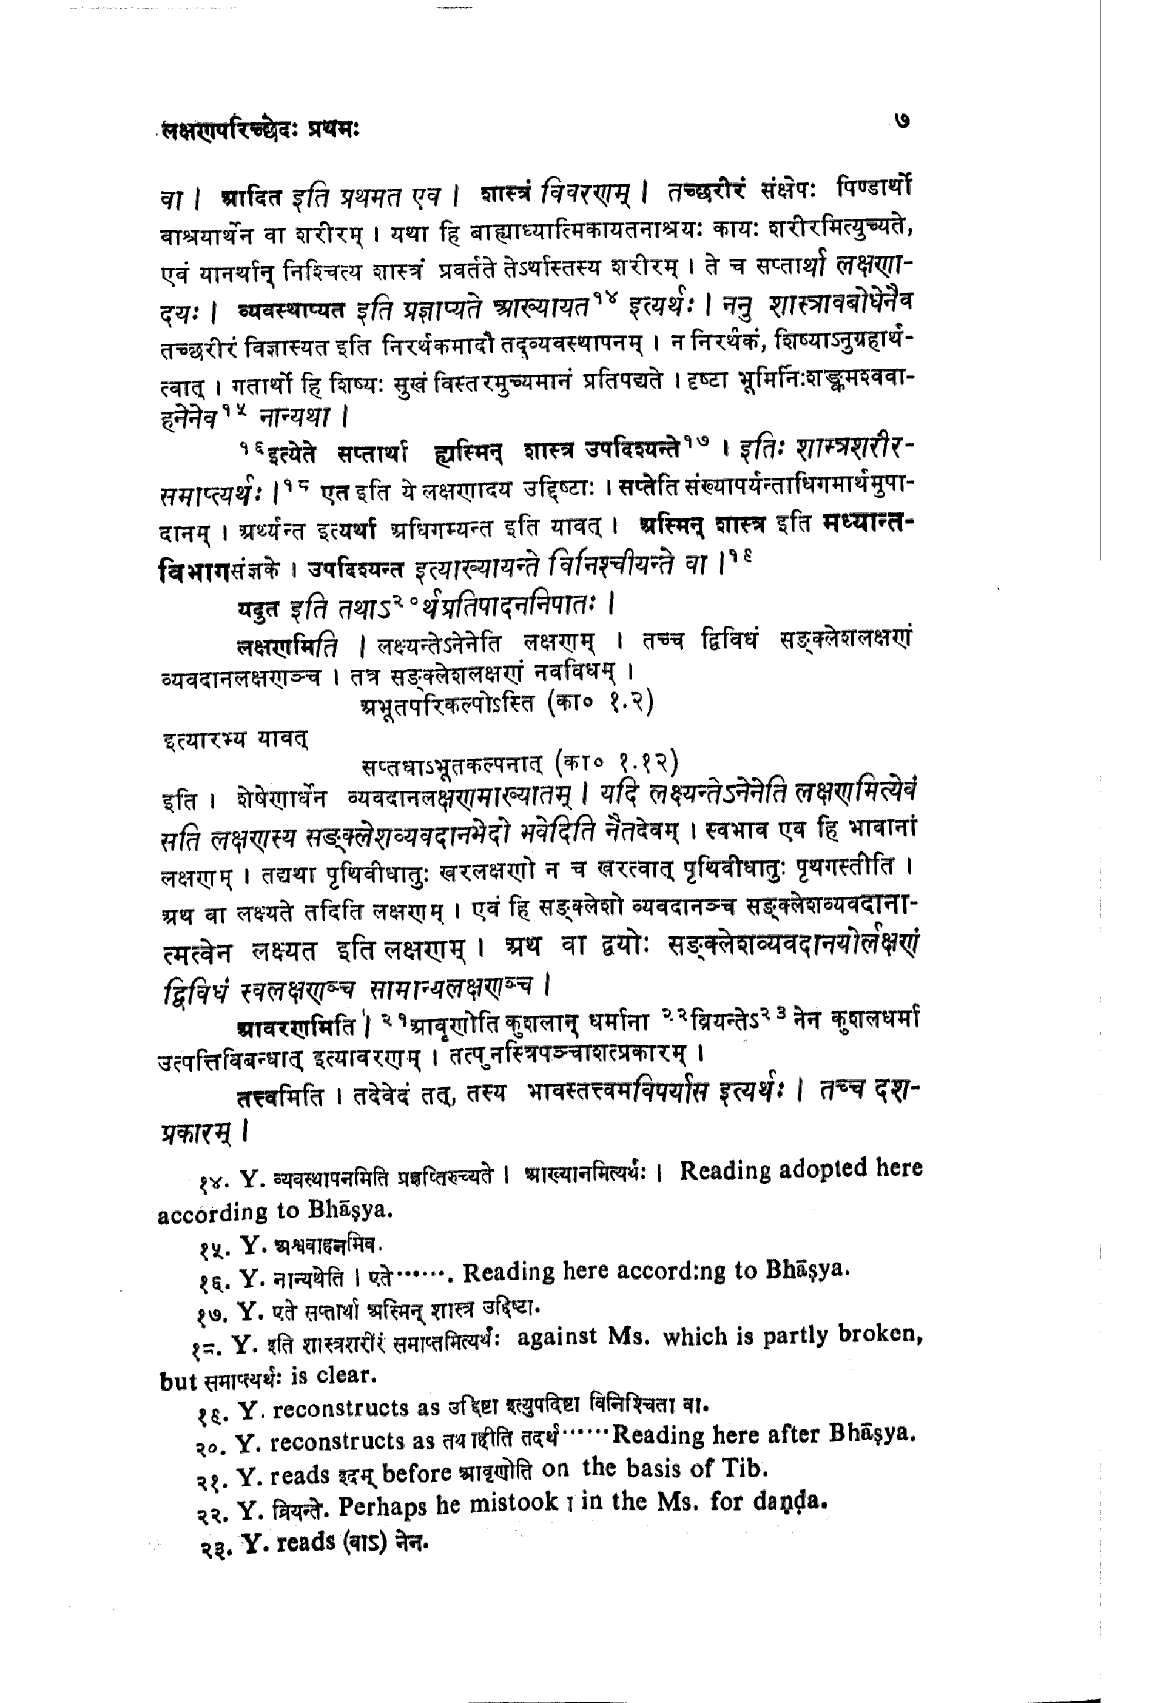 लक्षणपरिच्छेदः प्रथमः ७
वा । आदित इति प्रथमत एव । शास्त्रं विवरणम् । तच्छरीरं संक्षेपः पिण्डार्थो
वाश्रयार्थेन वा शरीरम् । यथा हि बाह्याध्यात्मिकायतनाश्रयः कायः शरीरमित्युच्यते,
एवं यानर्थान् निश्चित्य शास्त्रं प्रवर्तते तेऽर्थास्तस्य शरीरम् । ते च सप्तार्था लक्षणा-
दयः । व्यवस्थाप्यत इति प्रज्ञाप्यते आख्यायत१४ इत्यर्थः । ननु शास्त्रावबोधेनैव
तच्छरीरं विज्ञास्यत इति निरर्थकमादौ तद्व्यवस्थापनम् । न निरर्थकं, शिष्याऽनुग्रहार्थ-
त्वात् । गतार्थो हि शिष्यः सुखं विस्तरमुच्यमानं प्रतिपद्यते । दृष्टा भूमिर्निःशङ्कमश्ववा-
हनेनेव१५ नान्यथा ।
१६इत्येते सप्तार्था ह्यस्मिन् शास्त्र उपदिश्यन्ते१७ । इतिः शास्त्रशरीर-
समाप्त्यर्थः ।१८ एत इति ये लक्षणादय उद्दिष्टाः । सप्तेति संख्यापर्यन्ताधिगमार्थमुपा-
दानम् । अर्थ्यन्त इत्यर्था अधिगम्यन्त इति यावत् । अस्मिन् शास्त्र इति मध्यान्त-
विभागसंज्ञके । उपदिश्यन्त इत्याख्यायन्ते विनिश्चीयन्ते वा ।१९
यदुत इति तथाऽ२०र्थप्रतिपादननिपातः ।
लक्षणमिति । लक्ष्यन्तेऽनेनेति लक्षणम् । तच्च द्विविधं सङ्क्लेशलक्षणं
व्यवदानलक्षणञ्च । तत्र सङ्क्लेशलक्षणं नवविधम् ।
अभूतपरिकल्पोऽस्ति (का० १.२)
इत्यारभ्य यावत्
सप्तधाऽभूतकल्पनात् (का० १.१२)
इति । शेषेणार्धेन व्यवदानलक्षणमाख्यातम् । यदि लक्ष्यन्तेऽनेनेति लक्षणमित्येवं
सति लक्षणस्य सङ्क्लेशव्यवदानभेदो भवेदिति नैतदेवम् । स्वभाव एव हि भावानां
लक्षणम् । तद्यथा पृथिवीधातुः खरलक्षणो न च खरत्वात् पृथिवीधातुः पृथगस्तीति ।
अथ वा लक्ष्यते तदिति लक्षणम् । एवं हि सङ्क्लेशो व्यवदानञ्च सङ्क्लेशव्यवदाना-
त्मत्वेन लक्ष्यत इति लक्षणम् । अथ वा द्वयोः सङ्क्लेशव्यवदानयोर्लक्षणं
द्विविधं स्वलक्षणञ्च सामान्यलक्षणञ्च ।
आवरणमिति । २१आवृणोति कुशलान् धर्माना २२व्रियन्तेऽ२३नेन कुशलधर्मा
उत्पत्तिविबन्धात् इत्यावरणम् । तत्पुनस्त्रिपञ्चाशत्प्रकारम् ।
तत्त्वमिति । तदेवेदं तत्, तस्य भावस्तत्त्वमविपर्यास इत्यर्थः । तच्च दश-
प्रकारम् ।
१४. Y. व्यवस्थापनमिति प्रज्ञप्तिरुच्यते । आख्यानमित्यर्थः । Reading adopted here
according to Bhāṣya.
१५. Y. अश्ववाहनमिव.
१६. Y. नान्यथेति । एते······. Reading here according to Bhāṣya.
१७. Y. एते सप्तार्था अस्मिन् शास्त्र उद्दिष्टा.
१८. Y. इति शास्त्रशरीरं समाप्तमित्यर्थः against Ms. which is partly broken,
but समाप्त्यर्थः is clear.
१९. Y. reconstructs as उद्दिष्टा इत्युपदिष्टा विनिश्चिता वा.
२०. Y. reconstructs as तथाहीति तदर्थ······Reading here after Bhāṣya.
२१. Y. reads इदम् before आवृणोति on the basis of Tib.
२२. Y. व्रियन्ते. Perhaps he mistook ा in the Ms. for daṇḍa.
२३. Y. reads (वाऽ) नेन.